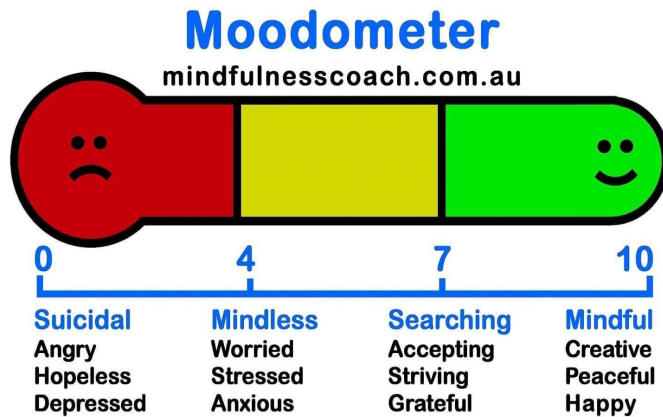 Moodometer
mindfulnesscoach.com.au
0 4 7 10
Suicidal Mindless Searching Mindful
Angry Worried Accepting Creative
Hopeless Stressed Striving Peaceful
Depressed Anxious Grateful Happy